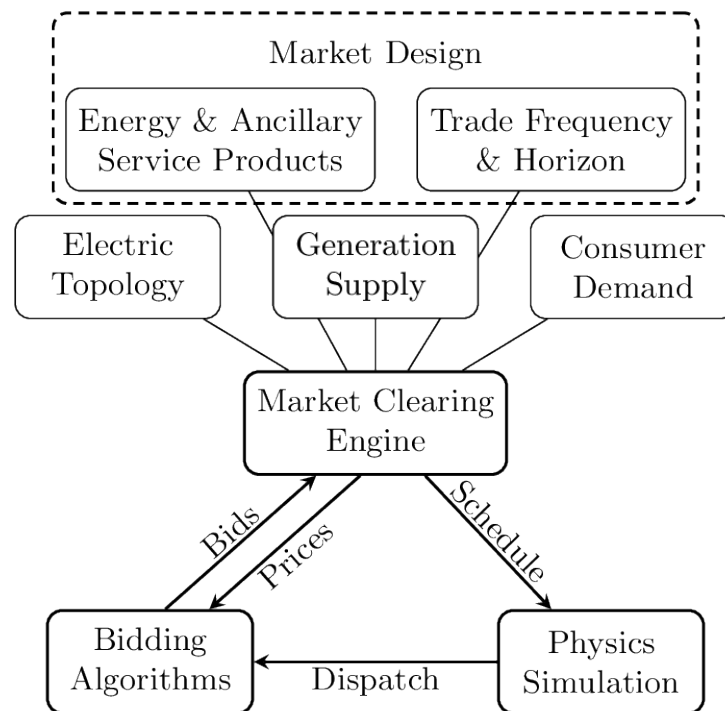 Market Design
Energy & Ancillary
Service Products
Trade Frequency
& Horizon
Electric
Topology
Generation
Supply
Consumer
Demand
Market Clearing
Engine
Bids
Prices
Schedule
Bidding
Algorithms
Dispatch
Physics
Simulation